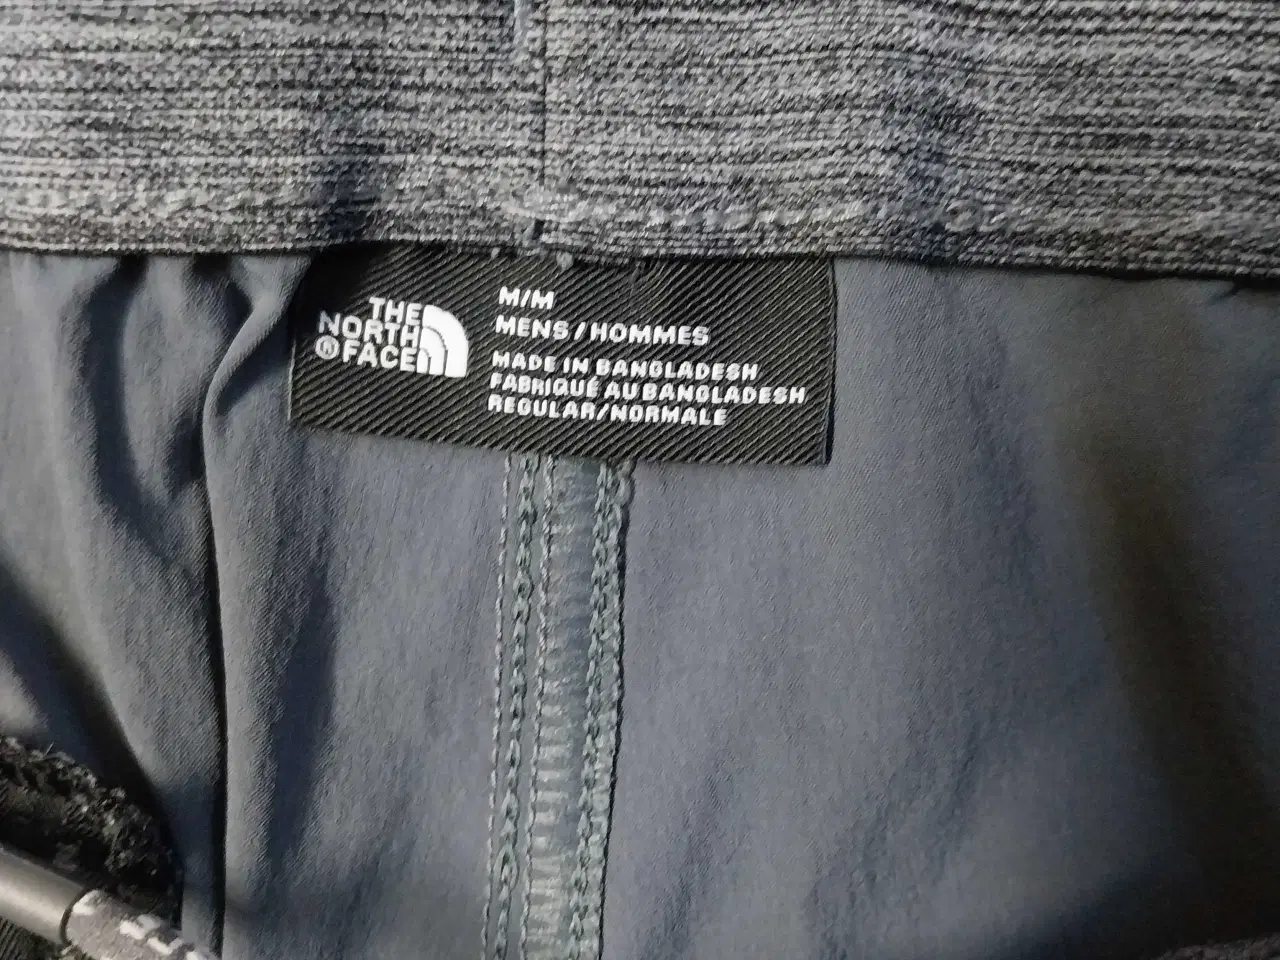 THE
NORTH
® FACE
M/M
MENS/HOMMES
MADE IN BANGLADESH
FABRIQUÉ AU BANGLADESH
REGULAR/NORMALE